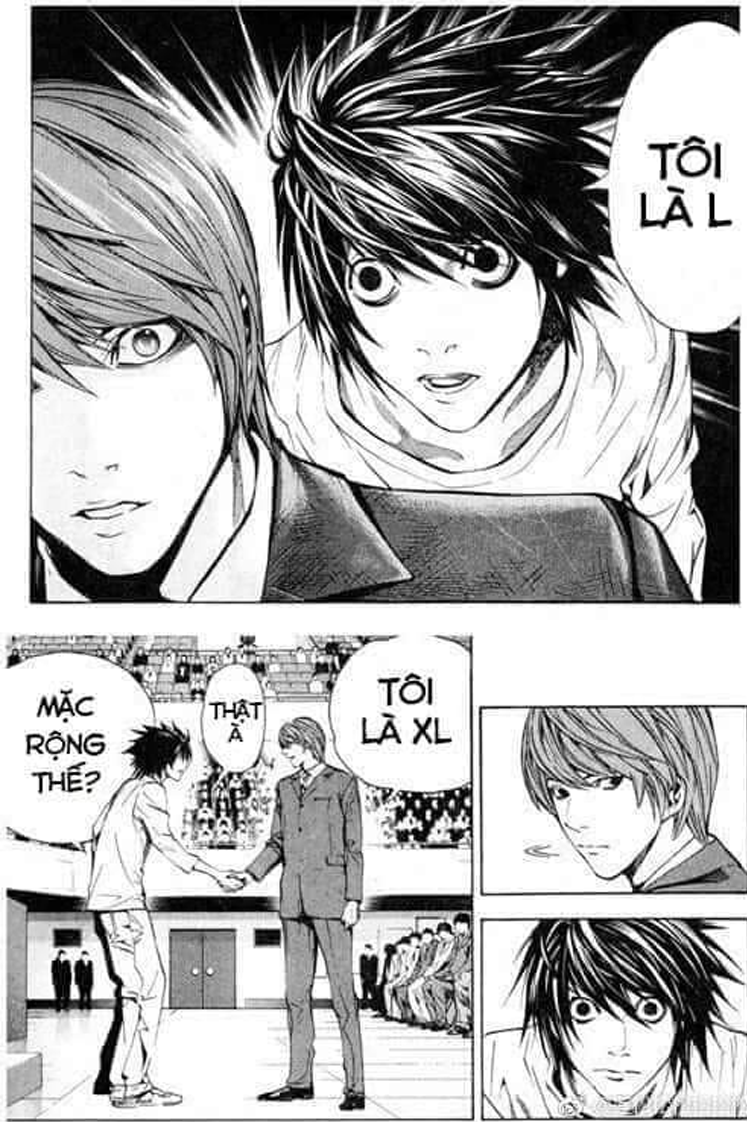 TÔI
LÀ L
TÔI
LÀ XL
THẬT
À
MẶC
RỘNG
THẾ?